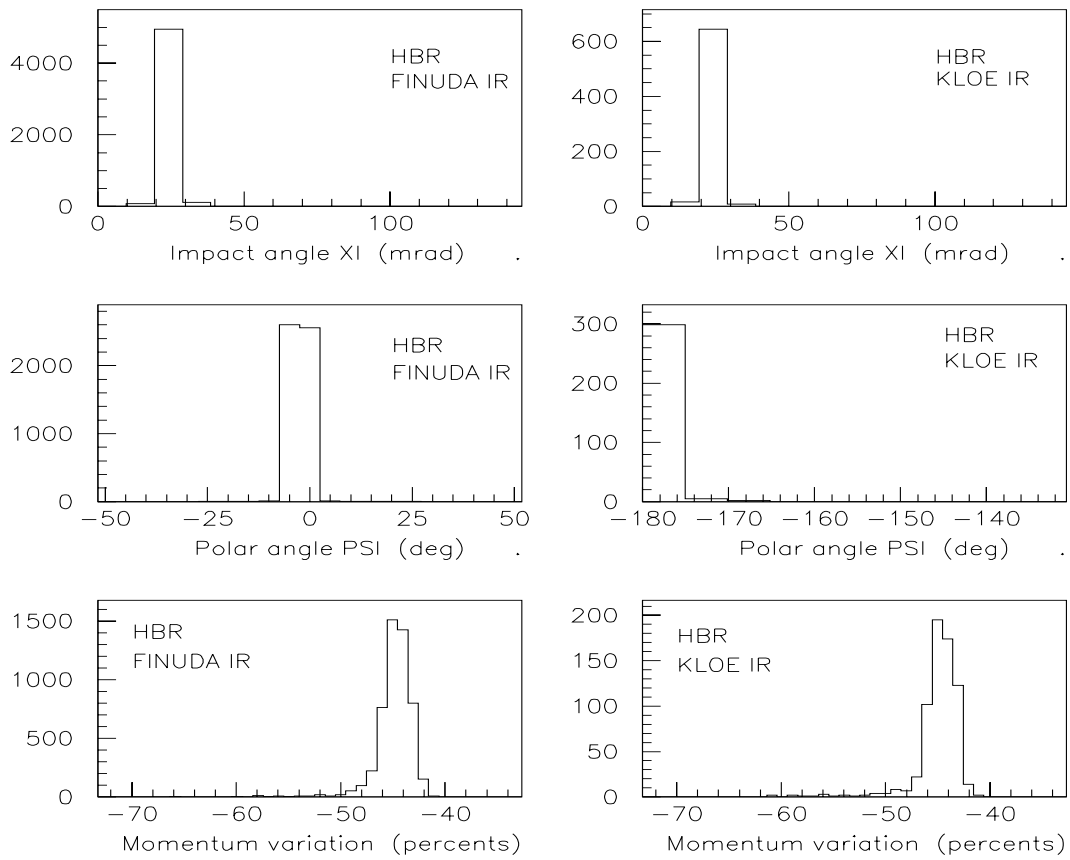 4000
2000
0
HBR
FINUDA IR
0 50 100
Impact angle XI (mrad) .
600
400
200
0
HBR
KLOE IR
0 50 100
Impact angle XI (mrad) .
2000
1000
0
HBR
FINUDA IR
−50 −25 0 25 50
Polar angle PSI (deg) .
300
200
100
0
HBR
KLOE IR
−180 −170 −160 −150 −140
Polar angle PSI (deg) .
1500
1000
500
0
HBR
FINUDA IR
−70 −60 −50 −40
Momentum variation (percents) .
200
150
100
50
0
HBR
KLOE IR
−70 −60 −50 −40
Momentum variation (percents) .